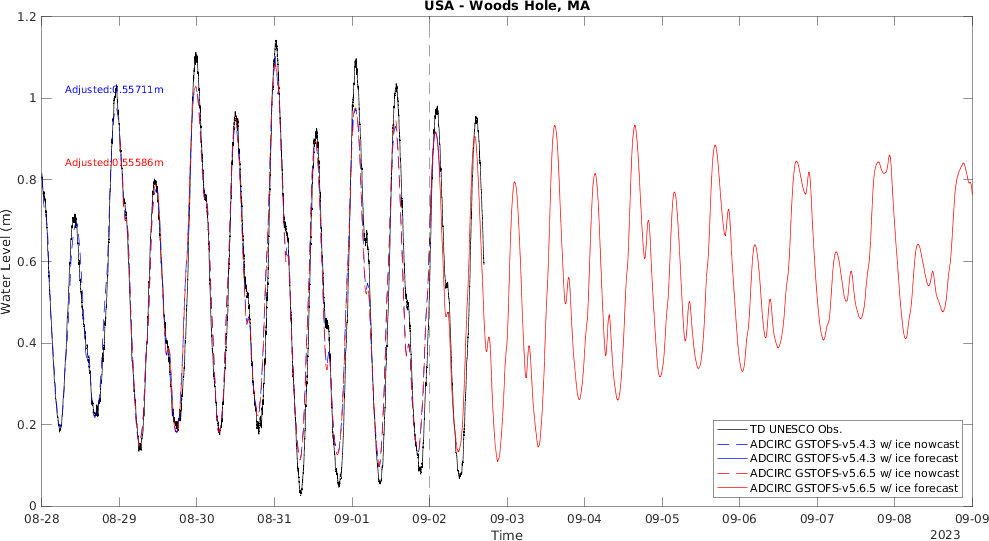 USA - Woods Hole, MA
1.2
1
0.8
0.6
0.4
0.2
0
Water Level (m)
Adjusted:0.55711m
Adjusted:0.55586m
TD UNESCO Obs.
ADCIRC GSTOFS-v5.4.3 w/ ice nowcast
ADCIRC GSTOFS-v5.4.3 w/ ice forecast
ADCIRC GSTOFS-v5.6.5 w/ ice nowcast
ADCIRC GSTOFS-v5.6.5 w/ ice forecast
08-28 08-29 08-30 08-31 09-01 09-02 09-03 09-04 09-05 09-06 09-07 09-08 09-09
Time
2023